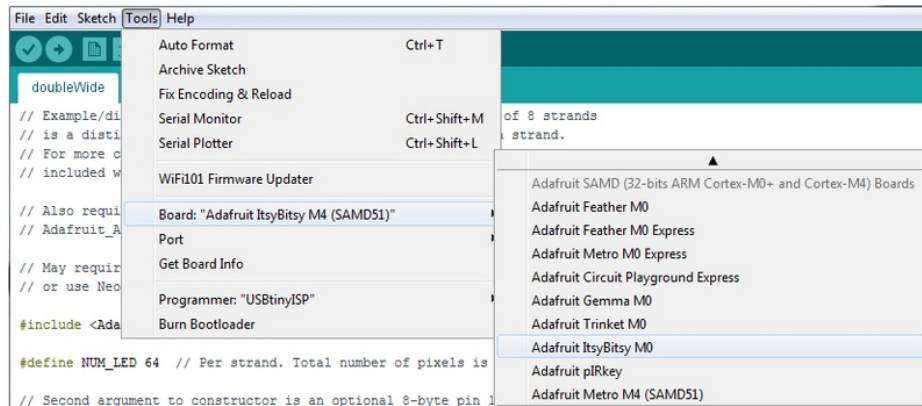 File Edit Sketch Tools Help
Auto Format Ctrl+T
Archive Sketch
Fix Encoding & Reload
Serial Monitor Ctrl+Shift+M
Serial Plotter Ctrl+Shift+L
WiFi101 Firmware Updater
Board: "Adafruit ItsyBitsy M4 (SAMD51)"
Port
Get Board Info
Programmer: "USBtinyISP"
Burn Bootloader
Adafruit SAMD (32-bits ARM Cortex-M0+ and Cortex-M4) Boards
Adafruit Feather M0
Adafruit Feather M0 Express
Adafruit Metro M0 Express
Adafruit Circuit Playground Express
Adafruit Gemma M0
Adafruit Trinket M0
Adafruit ItsyBitsy M0
Adafruit pIRkey
Adafruit Metro M4 (SAMD51)
doubleWide
// Example/di of 8 strands
// is a disti strand.
// For more c
// included w
// Also requi
// Adafruit_A
// May requir
// or use Neo
#include <Ada
#define NUM_LED 64 // Per strand. Total number of pixels is
// Second argument to constructor is an optional 8-byte pin l